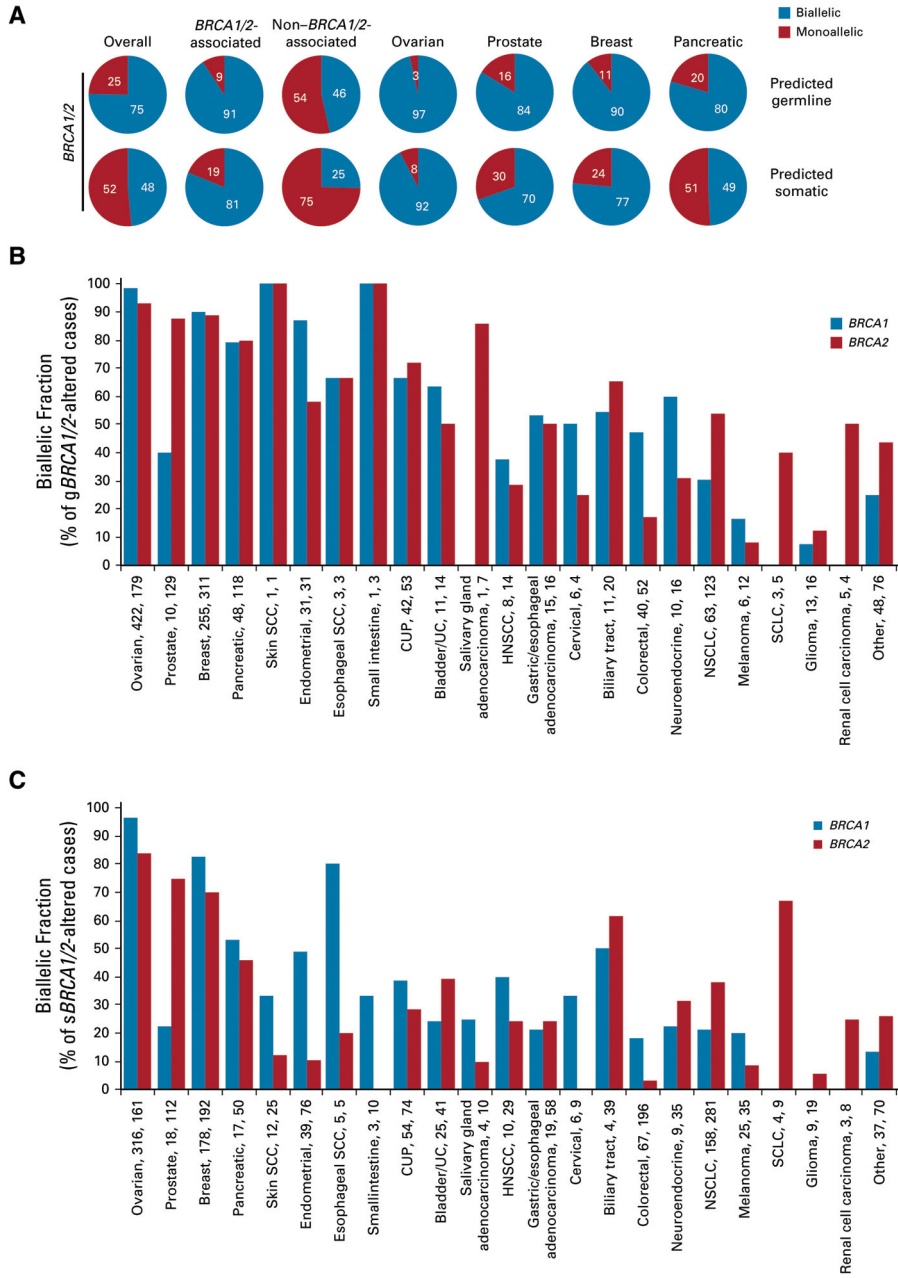 A
Biallelic
Monoallelic
Overall
BRCA1/2-
associated
Non–BRCA1/2-
associated
Ovarian
Prostate
Breast
Pancreatic
BRCA1/2
25
75
9
91
54
46
3
97
16
84
11
90
20
80
Predicted
germline
52
48
19
81
25
75
8
92
30
70
24
77
51
49
Predicted
somatic
B
Biallelic Fraction
(% of gBRCA1/2-altered cases)
100
90
80
70
60
50
40
30
20
10
0
BRCA1
BRCA2
Ovarian, 422, 179
Prostate, 10, 129
Breast, 255, 311
Pancreatic, 48, 118
Skin SCC, 1, 1
Endometrial, 31, 31
Esophageal SCC, 3, 3
Small intestine, 1, 3
CUP, 42, 53
Bladder/UC, 11, 14
Salivary gland
adenocarcinoma, 1, 7
HNSCC, 8, 14
Gastric/esophageal
adenocarcinoma, 15, 16
Cervical, 6, 4
Biliary tract, 11, 20
Colorectal, 40, 52
Neuroendocrine, 10, 16
NSCLC, 63, 123
Melanoma, 6, 12
SCLC, 3, 5
Glioma, 13, 16
Renal cell carcinoma, 5, 4
Other, 48, 76
C
Biallelic Fraction
(% of sBRCA1/2-altered cases)
100
90
80
70
60
50
40
30
20
10
0
BRCA1
BRCA2
Ovarian, 316, 161
Prostate, 18, 112
Breast, 178, 192
Pancreatic, 17, 50
Skin SCC, 12, 25
Endometrial, 39, 76
Esophageal SCC, 5, 5
Smallintestine, 3, 10
CUP, 54, 74
Bladder/UC, 25, 41
Salivary gland
adenocarcinoma, 4, 10
HNSCC, 10, 29
Gastric/esophageal
adenocarcinoma, 19, 58
Cervical, 6, 9
Biliary tract, 4, 39
Colorectal, 67, 196
Neuroendocrine, 9, 35
NSCLC, 158, 281
Melanoma, 25, 35
SCLC, 4, 9
Glioma, 9, 19
Renal cell carcinoma, 3, 8
Other, 37, 70